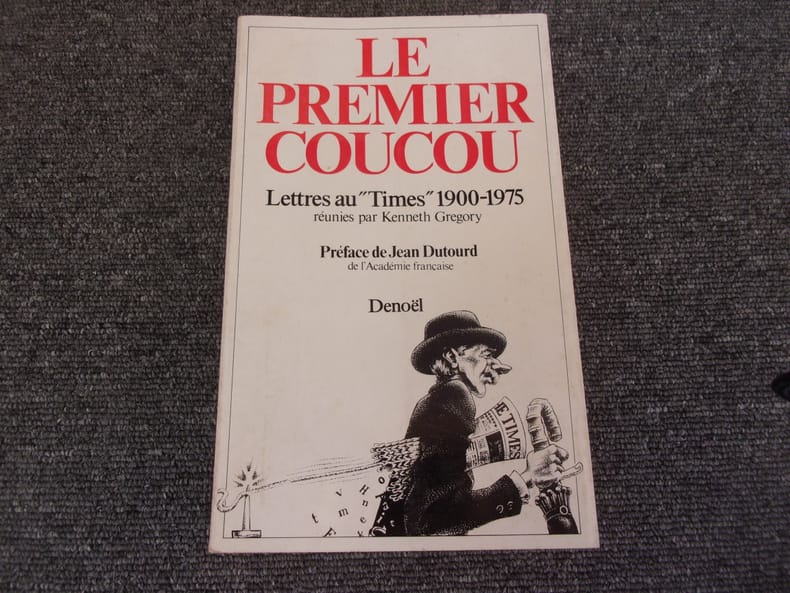 LE
PREMIER
COUCOU
Lettres au "Times" 1900-1975
réunies par Kenneth Gregory
Préface de Jean Dutourd
de l'Académie française
Denoël
E TIMES